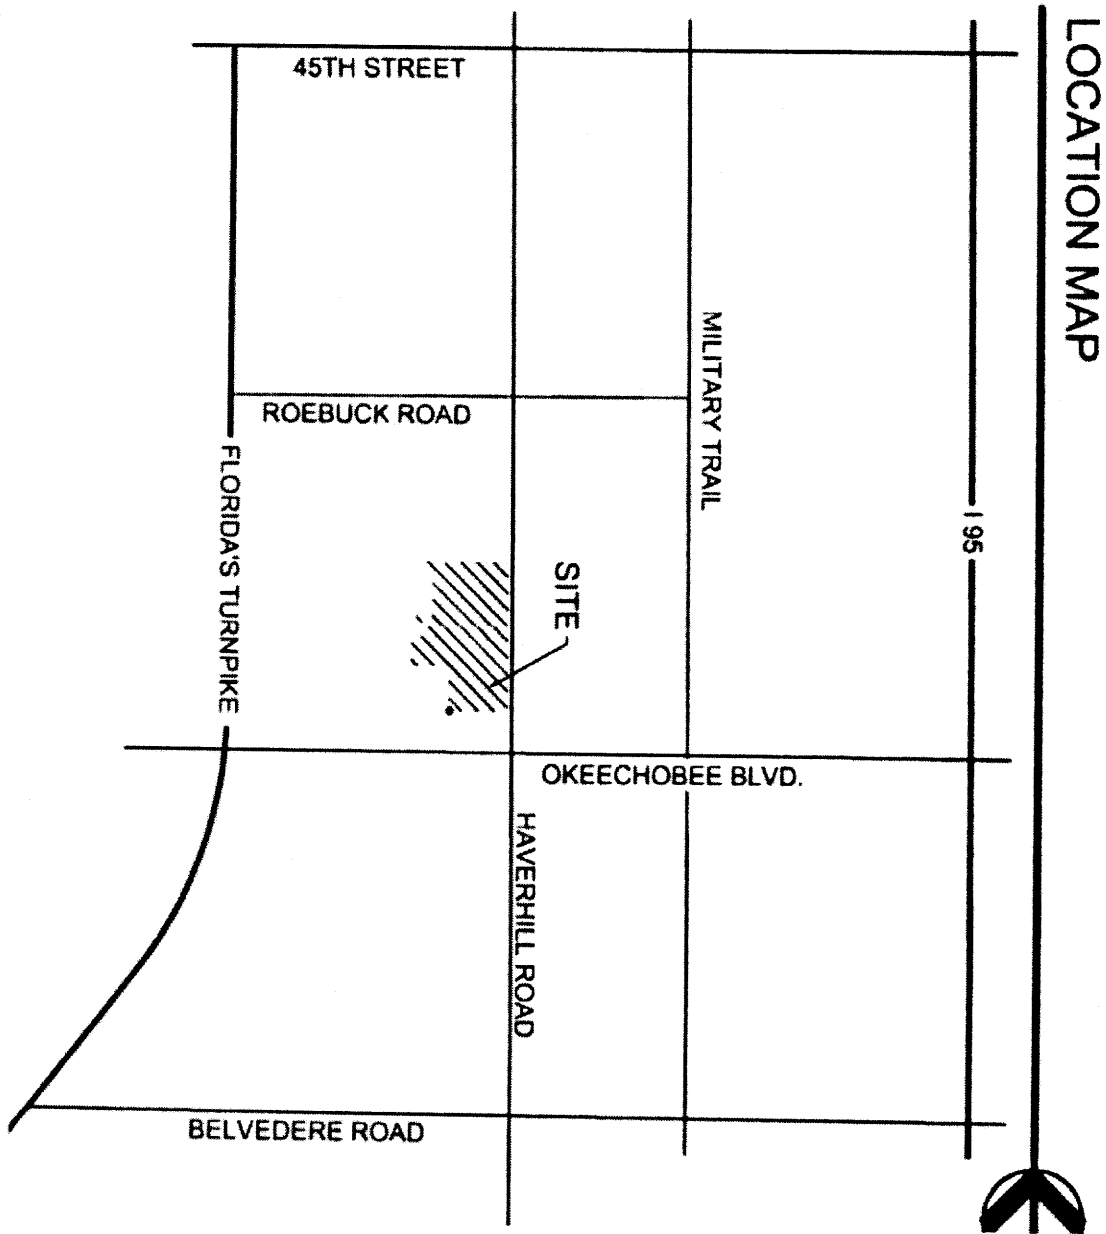 LOCATION MAP
45TH STREET
MILITARY TRAIL
ROEBUCK ROAD
FLORIDA'S TURNPIKE
I 95
SITE
OKEECHOBEE BLVD.
HAVERHILL ROAD
BELVEDERE ROAD